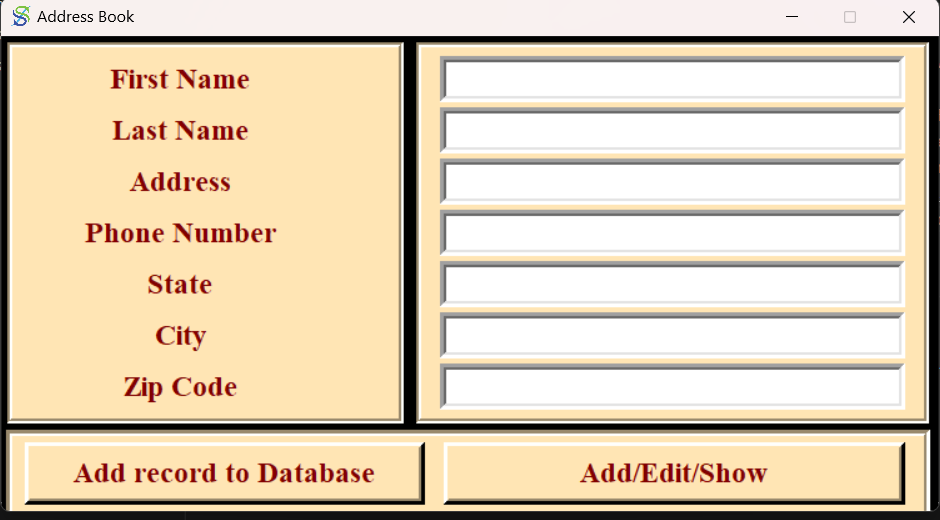 Address Book
First Name
Last Name
Address
Phone Number
State
City
Zip Code
Add record to Database
Add/Edit/Show